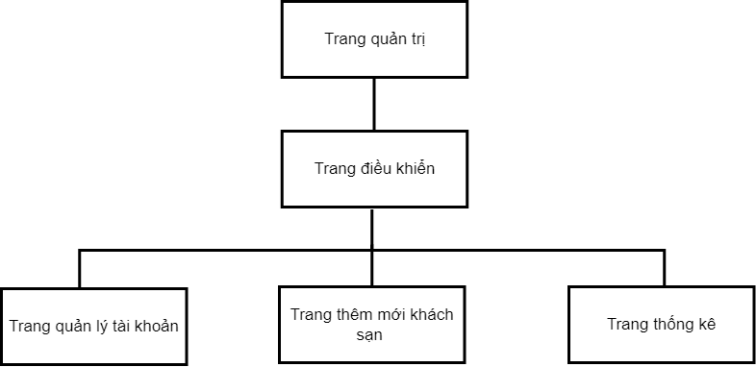 Trang quản trị
Trang điều khiển
Trang quản lý tài khoản
Trang thêm mới khách
sạn
Trang thống kê